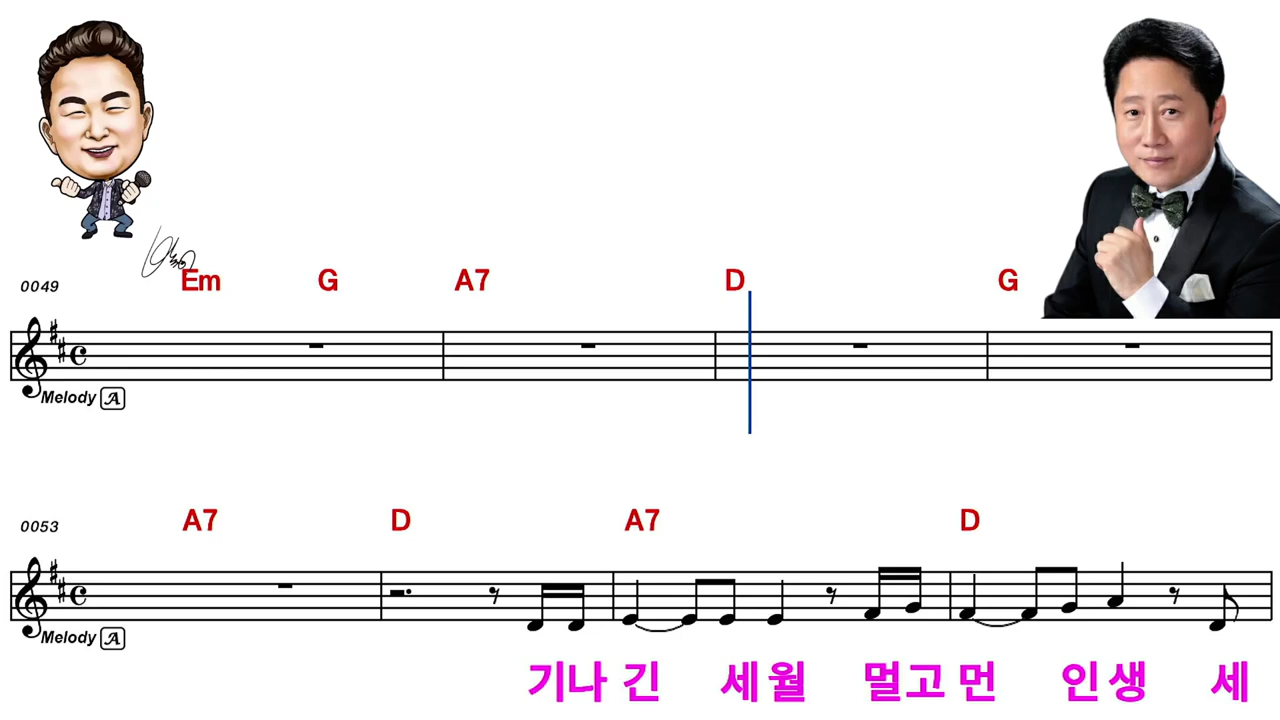 0049 Em G A7 D G
Melody A
0053 A7 D A7 D
Melody A
기나 긴 세월 멀고 먼 인생 세